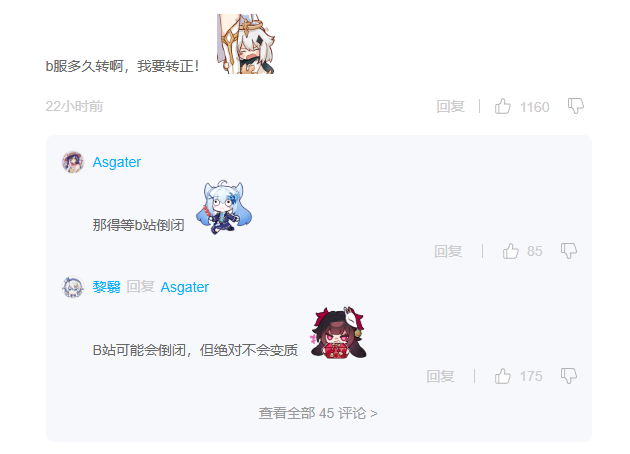 b服多久转啊，我要转正！
22小时前 回复 1160
Asgater
那得等b站倒闭
回复 85
黎翳 回复 Asgater
B站可能会倒闭，但绝对不会变质
回复 175
查看全部 45 评论 >